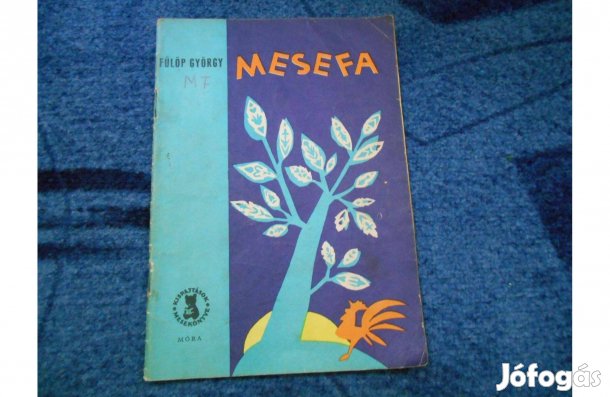 FÜLÖP GYÖRGY
MF
MESEFA
KISPAJTÁSOK
MESEKÖNYVE
MÓRA
Jófogás